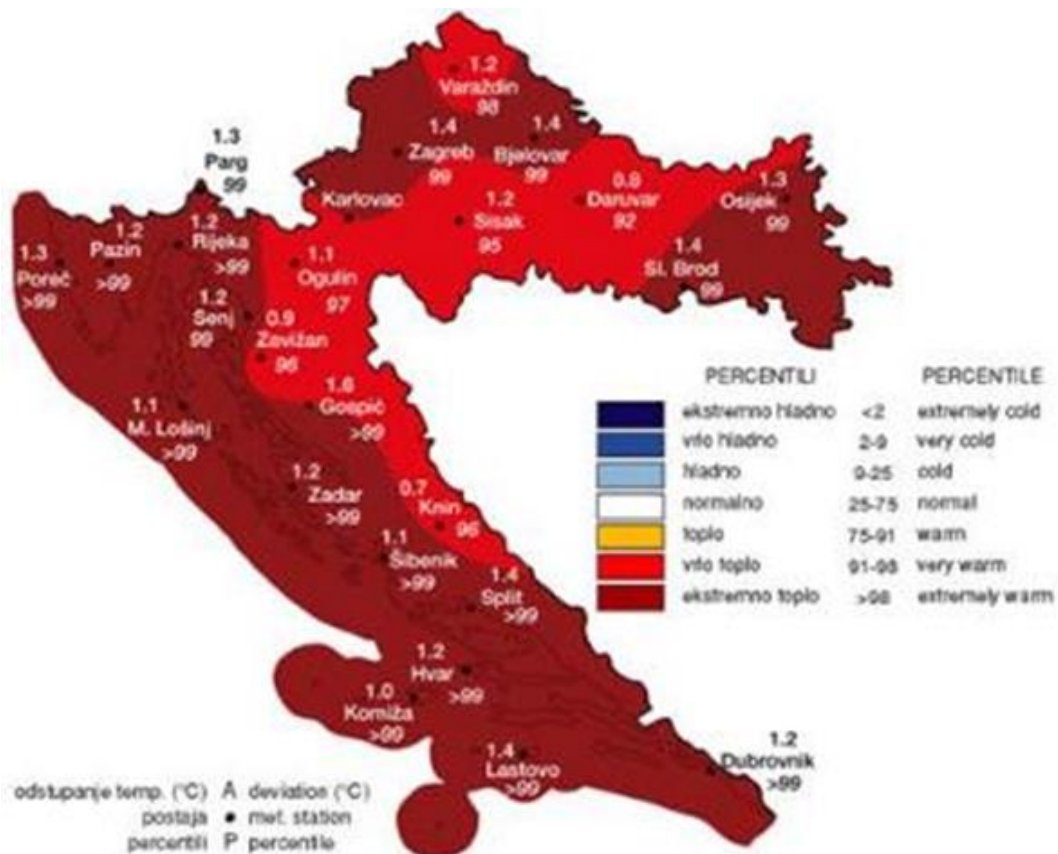 1.2
Varaždin
98
1.4
Zagreb
99
1.4
Bjelovar
99
1.3
Parg
99
Karlovac
1.2
Sisak
95
0.8
Daruvar
92
1.3
Osijek
99
1.4
Sl. Brod
99
1.3
Poreč
>99
1.2
Pazin
>99
1.2
Rijeka
>99
1.1
Ogulin
97
1.2
Senj
99
0.9
Zavižan
96
1.6
Gospić
>99
1.1
M. Lošinj
>99
1.2
Zadar
>99
0.7
Knin
96
1.1
Šibenik
>99
1.4
Split
>99
1.2
Hvar
>99
1.0
Komiža
>99
1.4
Lastovo
>99
1.2
Dubrovnik
>99
PERCENTILI PERCENTILE
ekstremno hladno <2 extremely cold
vrlo hladno 2-9 very cold
hladno 9-25 cold
normalno 25-75 normal
toplo 75-91 warm
vrlo toplo 91-98 very warm
ekstremno toplo >98 extremely warm
odstupanje temp. (°C) A deviation (°C)
postaja • met. station
percentili P percentile